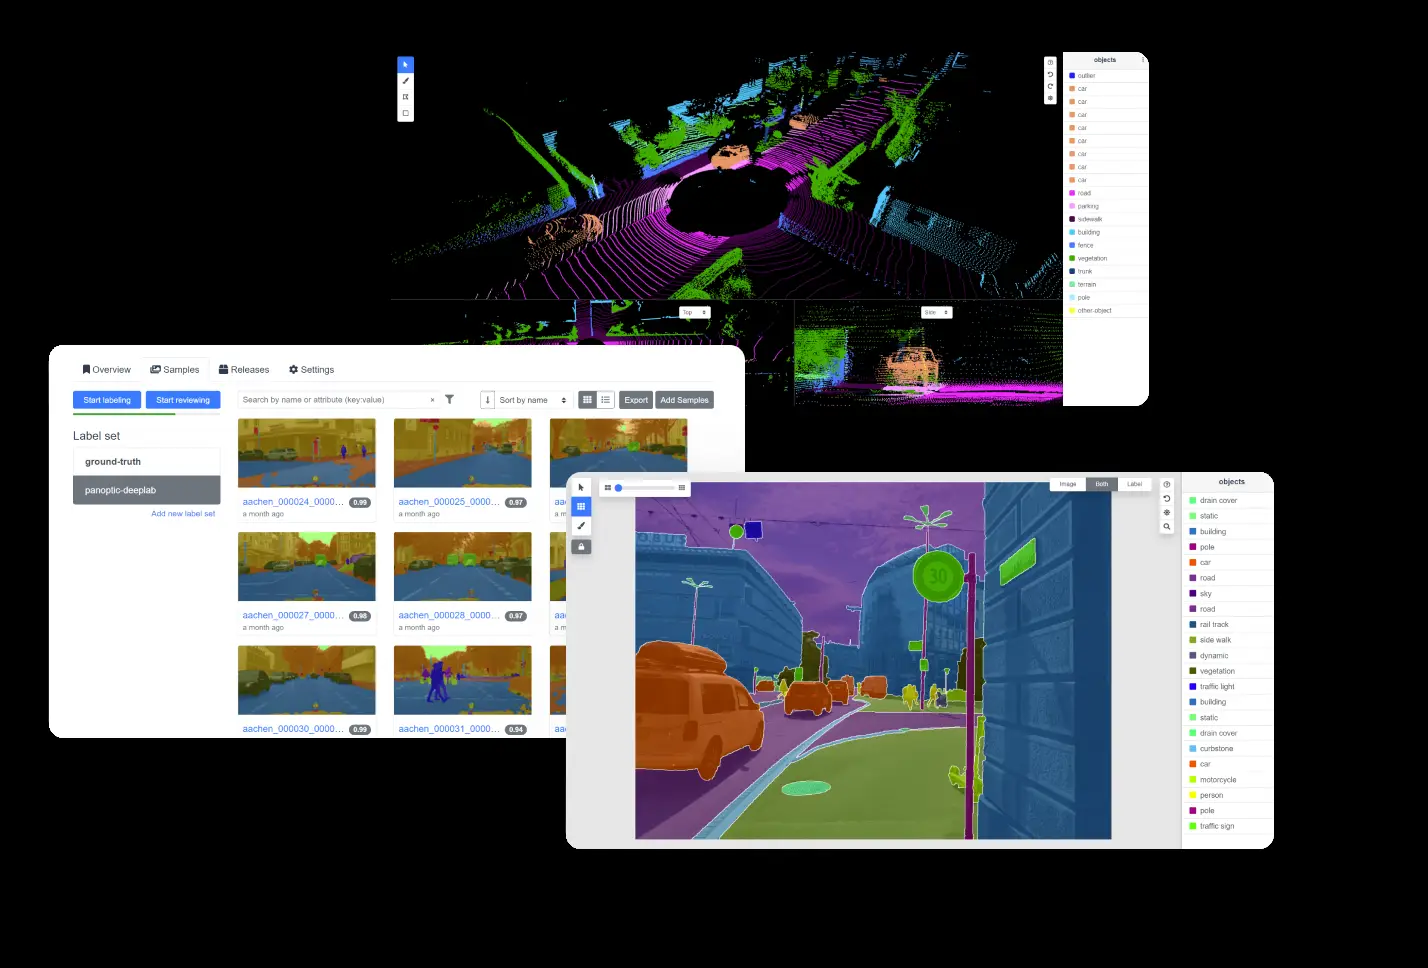 objects
outlier
car
car
car
car
car
car
car
car
road
parking
sidewalk
building
fence
vegetation
trunk
terrain
pole
other-object
Top
Side
Overview
Samples
Releases
Settings
Start labeling
Start reviewing
Search by name or attribute (key:value)
×
Sort by name
Export
Add Samples
Label set
ground-truth
panoptic-deeplab
Add new label set
aachen_000024_0000... 0.99
a month ago
aachen_000025_0000... 0.97
a month ago
aachen_000027_0000... 0.98
a month ago
aachen_000028_0000... 0.97
a month ago
aachen_000030_0000... 0.99
aachen_000031_0000... 0.94
aa
a m
aa
a m
aa
Image
Both
Label
30
objects
drain cover
static
building
pole
car
road
sky
road
rail track
side walk
dynamic
vegetation
traffic light
building
static
drain cover
curbstone
car
motorcycle
person
pole
traffic sign